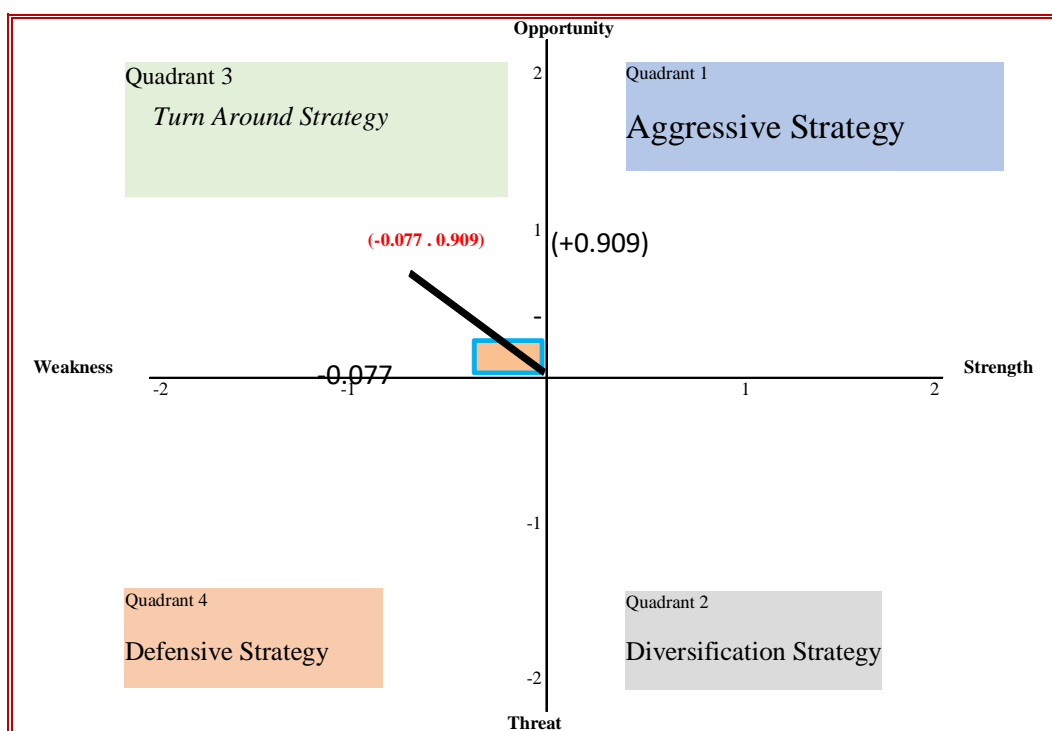 Opportunity
Quadrant 3
Turn Around Strategy
2
Quadrant 1
Aggressive Strategy
(-0.077 . 0.909)
1
(+0.909)
-
Weakness
-0.077
Strength
-2
-1
1
2
-1
Quadrant 4
Defensive Strategy
Quadrant 2
Diversification Strategy
-2
Threat